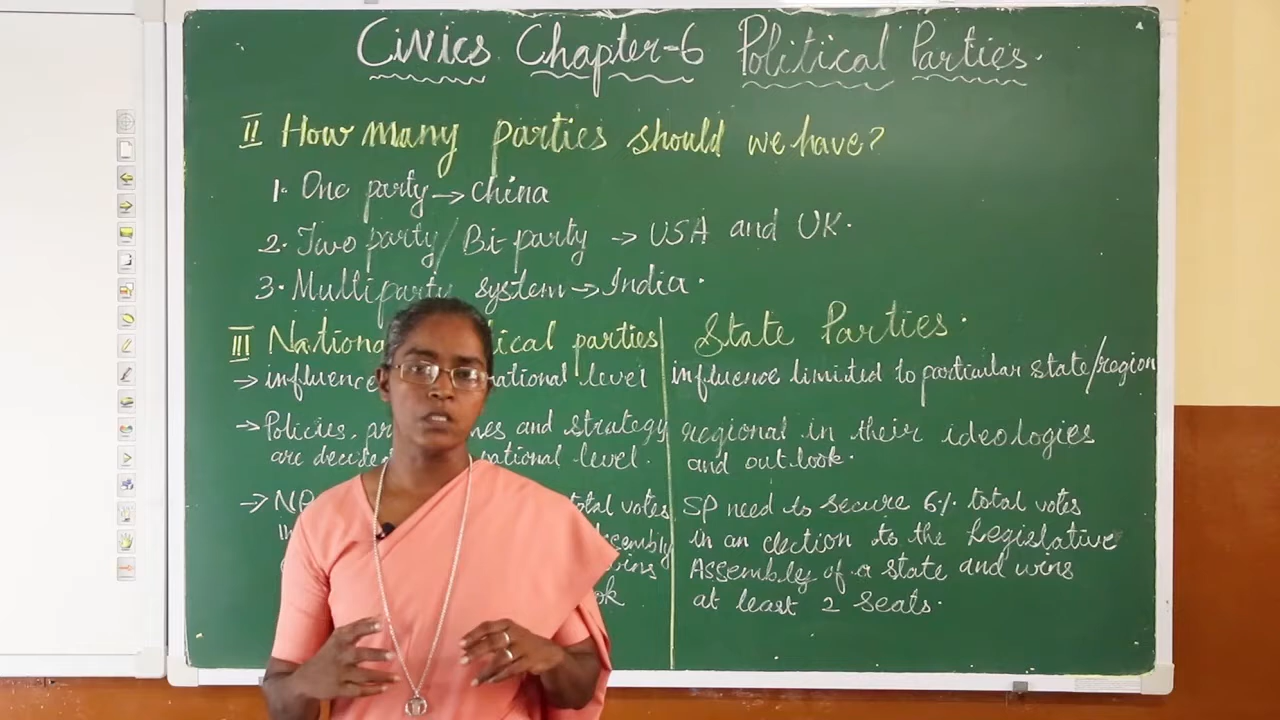 Civics Chapter-6 Political Parties.
II How many parties should we have?
1. One party → China
2. Two party/Bi party → USA and UK.
3. Multiparty system → India.
III National parties
→ influence national level
→ Policies, and strategy
are decided national level.
→ total votes
State Parties.
influence limited to particular state/region
regional in their ideologies
and outlook.
SP need to secure 6% total votes
in an election to the Legislative
Assembly of a state and wins
at least 2 seats.